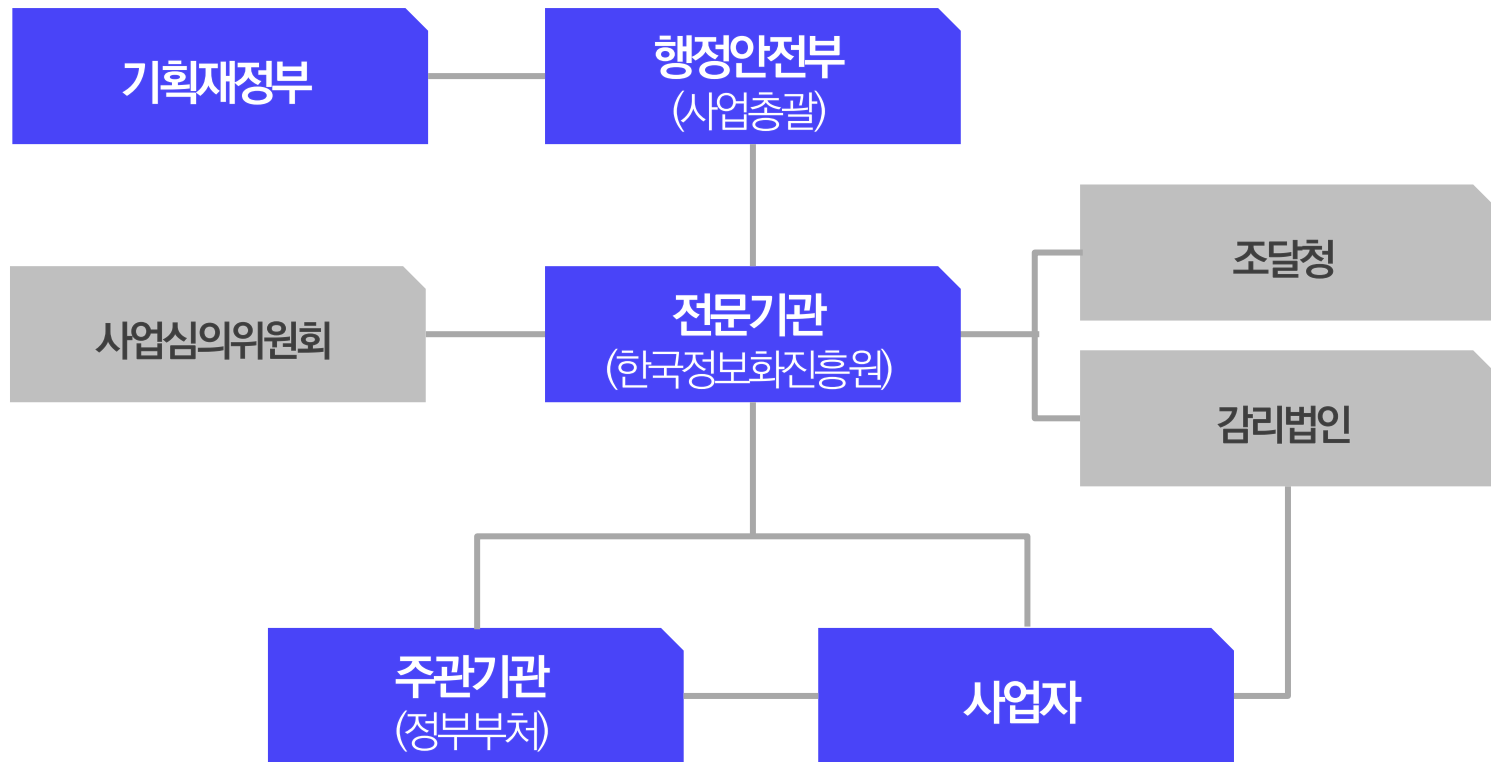 기획재정부
행정안전부
(사업총괄)
조달청
사업심의위원회
전문기관
(한국정보화진흥원)
감리법인
주관기관
(정부부처)
사업자